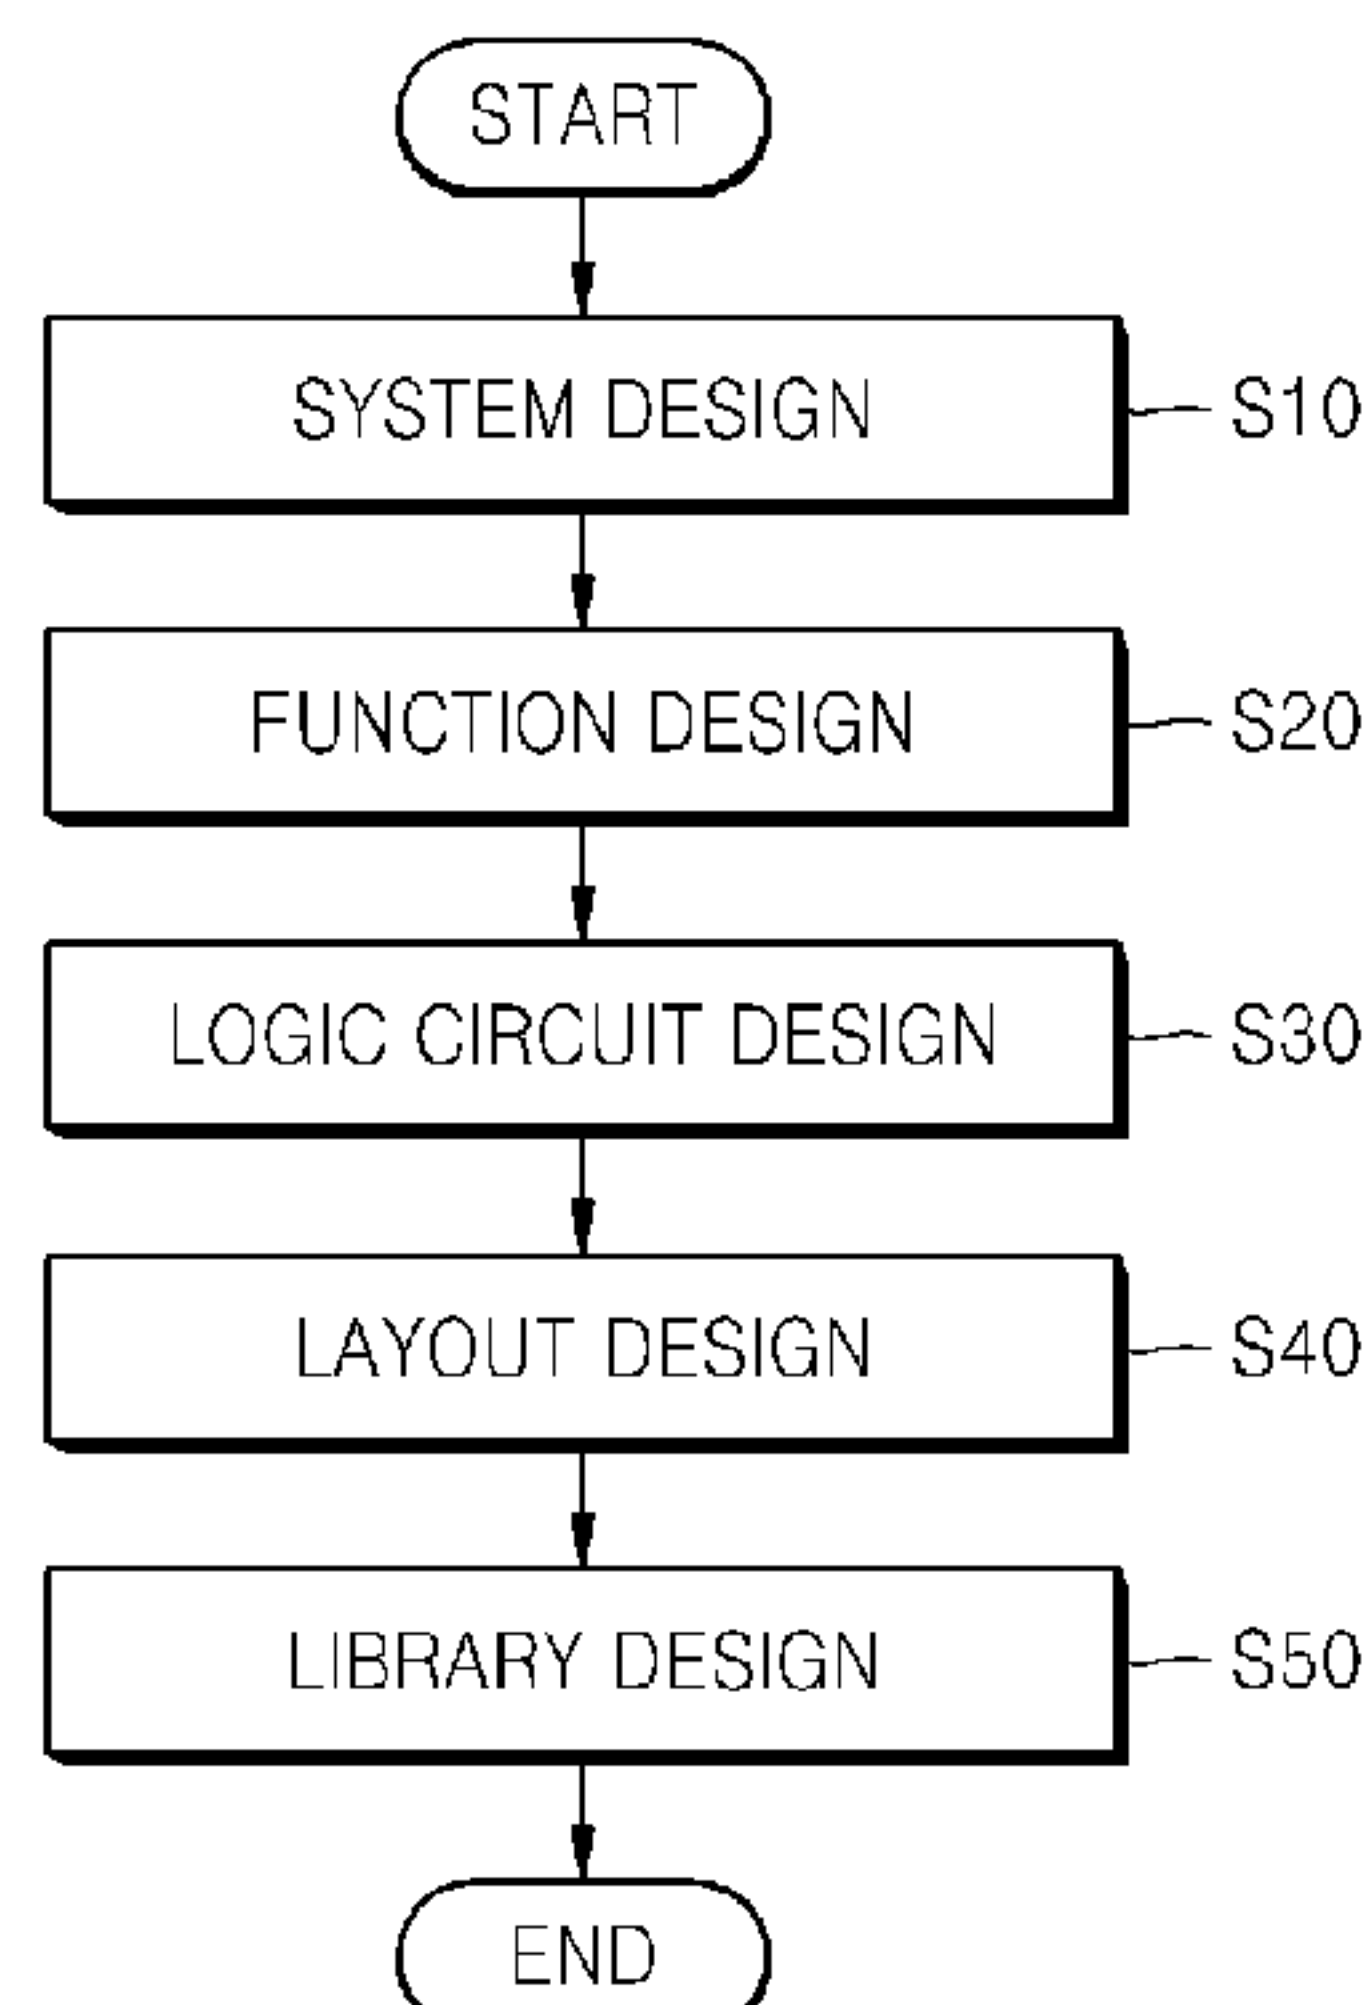 START
SYSTEM DESIGN
S10
FUNCTION DESIGN
S20
LOGIC CIRCUIT DESIGN
S30
LAYOUT DESIGN
S40
LIBRARY DESIGN
S50
END